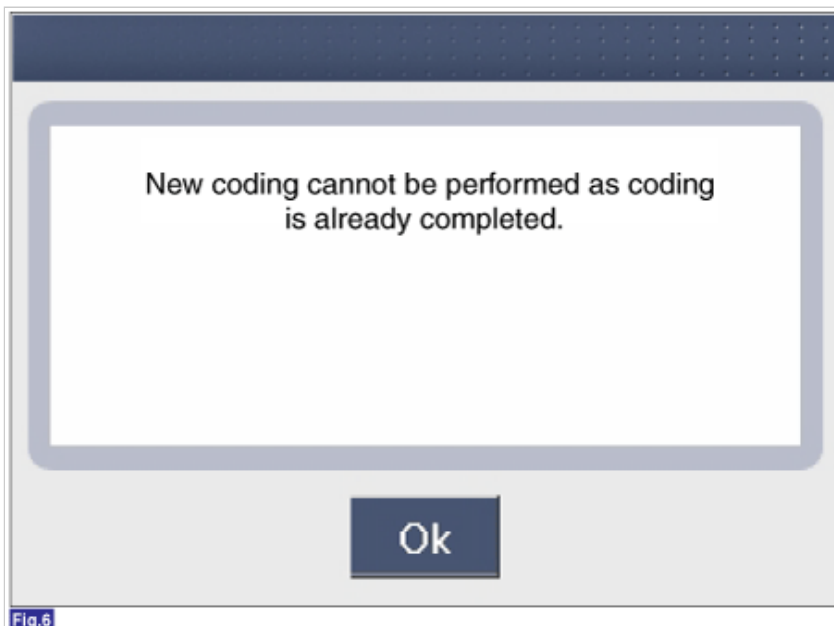 New coding cannot be performed as coding
is already completed.
Ok
Fig.6